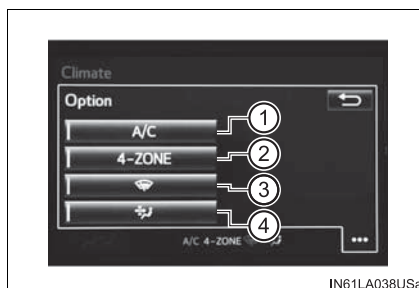 Climate
Option
A/C
1
4-ZONE
2
3
4
A/C 4-ZONE
IN61LA038USa